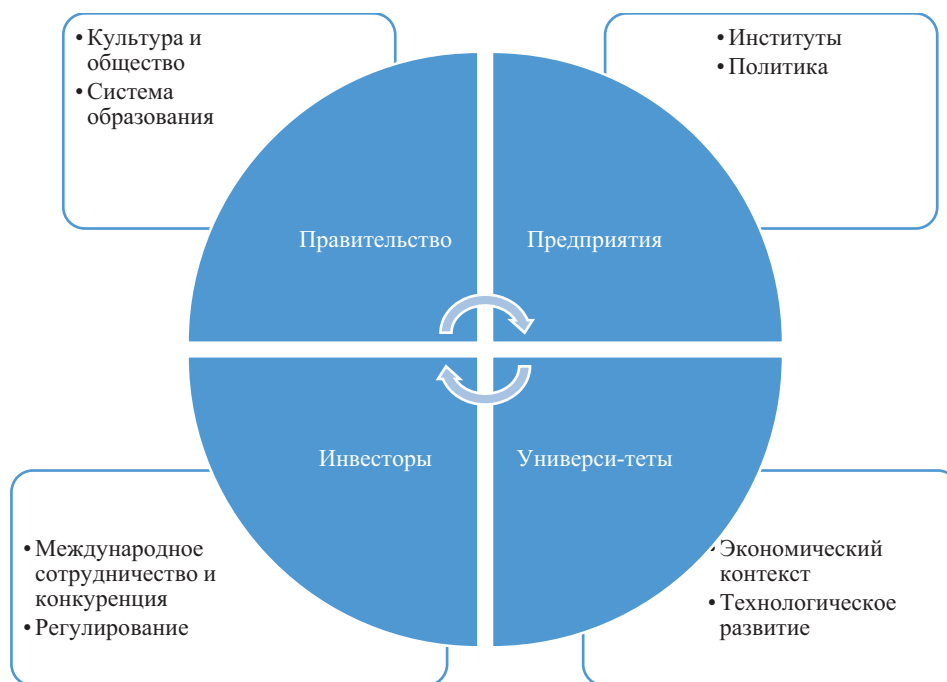 • Культура и
общество
• Система
образования
• Институты
• Политика
Правительство
Предприятия
Инвесторы
Универси-теты
• Международное
сотрудничество и
конкуренция
• Регулирование
• Экономический
контекст
• Технологическое
развитие